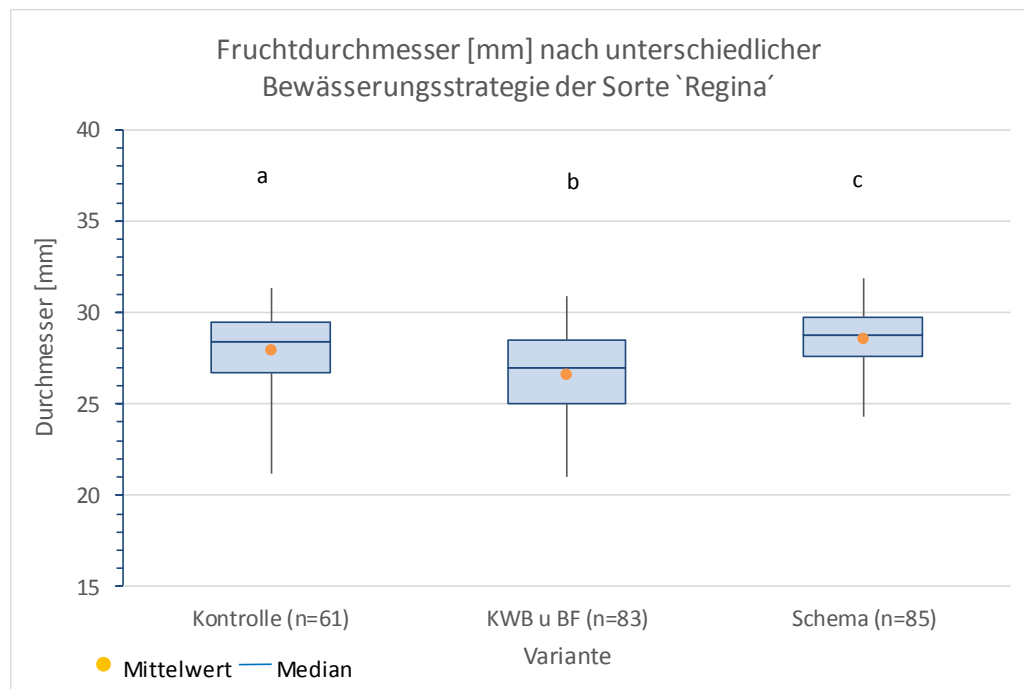 Fruchtdurchmesser [mm] nach unterschiedlicher
Bewässerungsstrategie der Sorte `Regina´
40
35
30
25
20
15
Durchmesser [mm]
a
b
c
Kontrolle (n=61)
KWB u BF (n=83)
Schema (n=85)
Variante
Mittelwert
Median